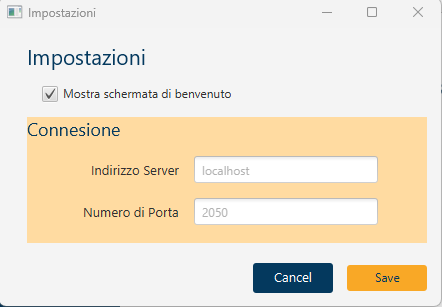 Impostazioni
Impostazioni
Mostra schermata di benvenuto
Connesione
Indirizzo Server localhost
Numero di Porta 2050
Cancel Save